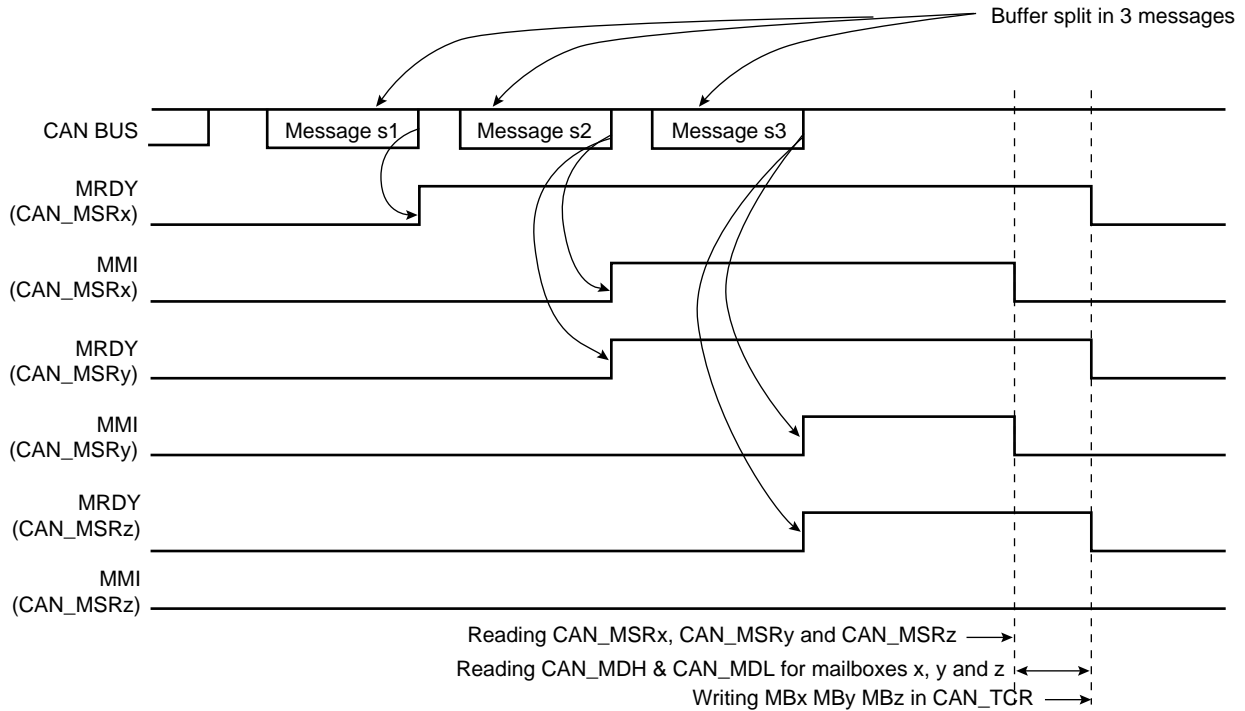 Buffer split in 3 messages
CAN BUS
Message s1
Message s2
Message s3
MRDY
(CAN_MSRx)
MMI
(CAN_MSRx)
MRDY
(CAN_MSRy)
MMI
(CAN_MSRy)
MRDY
(CAN_MSRz)
MMI
(CAN_MSRz)
Reading CAN_MSRx, CAN_MSRy and CAN_MSRz
Reading CAN_MDH & CAN_MDL for mailboxes x, y and z
Writing MBx MBy MBz in CAN_TCR